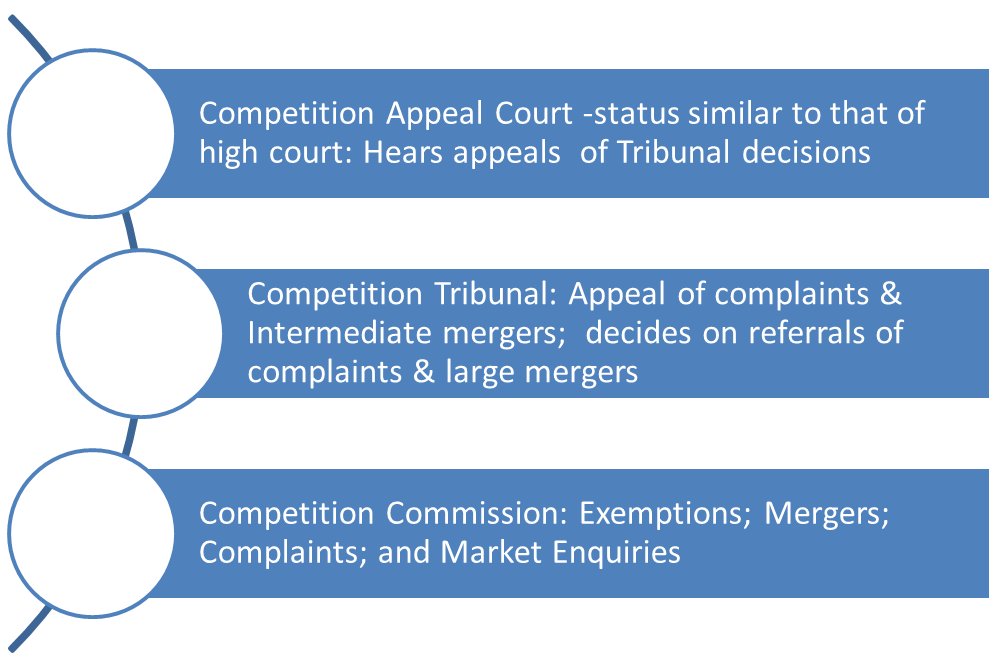 Competition Appeal Court -status similar to that of
high court: Hears appeals  of Tribunal decisions
Competition Tribunal: Appeal of complaints &
Intermediate mergers;  decides on referrals of
complaints & large mergers
Competition Commission: Exemptions; Mergers;
Complaints; and Market Enquiries